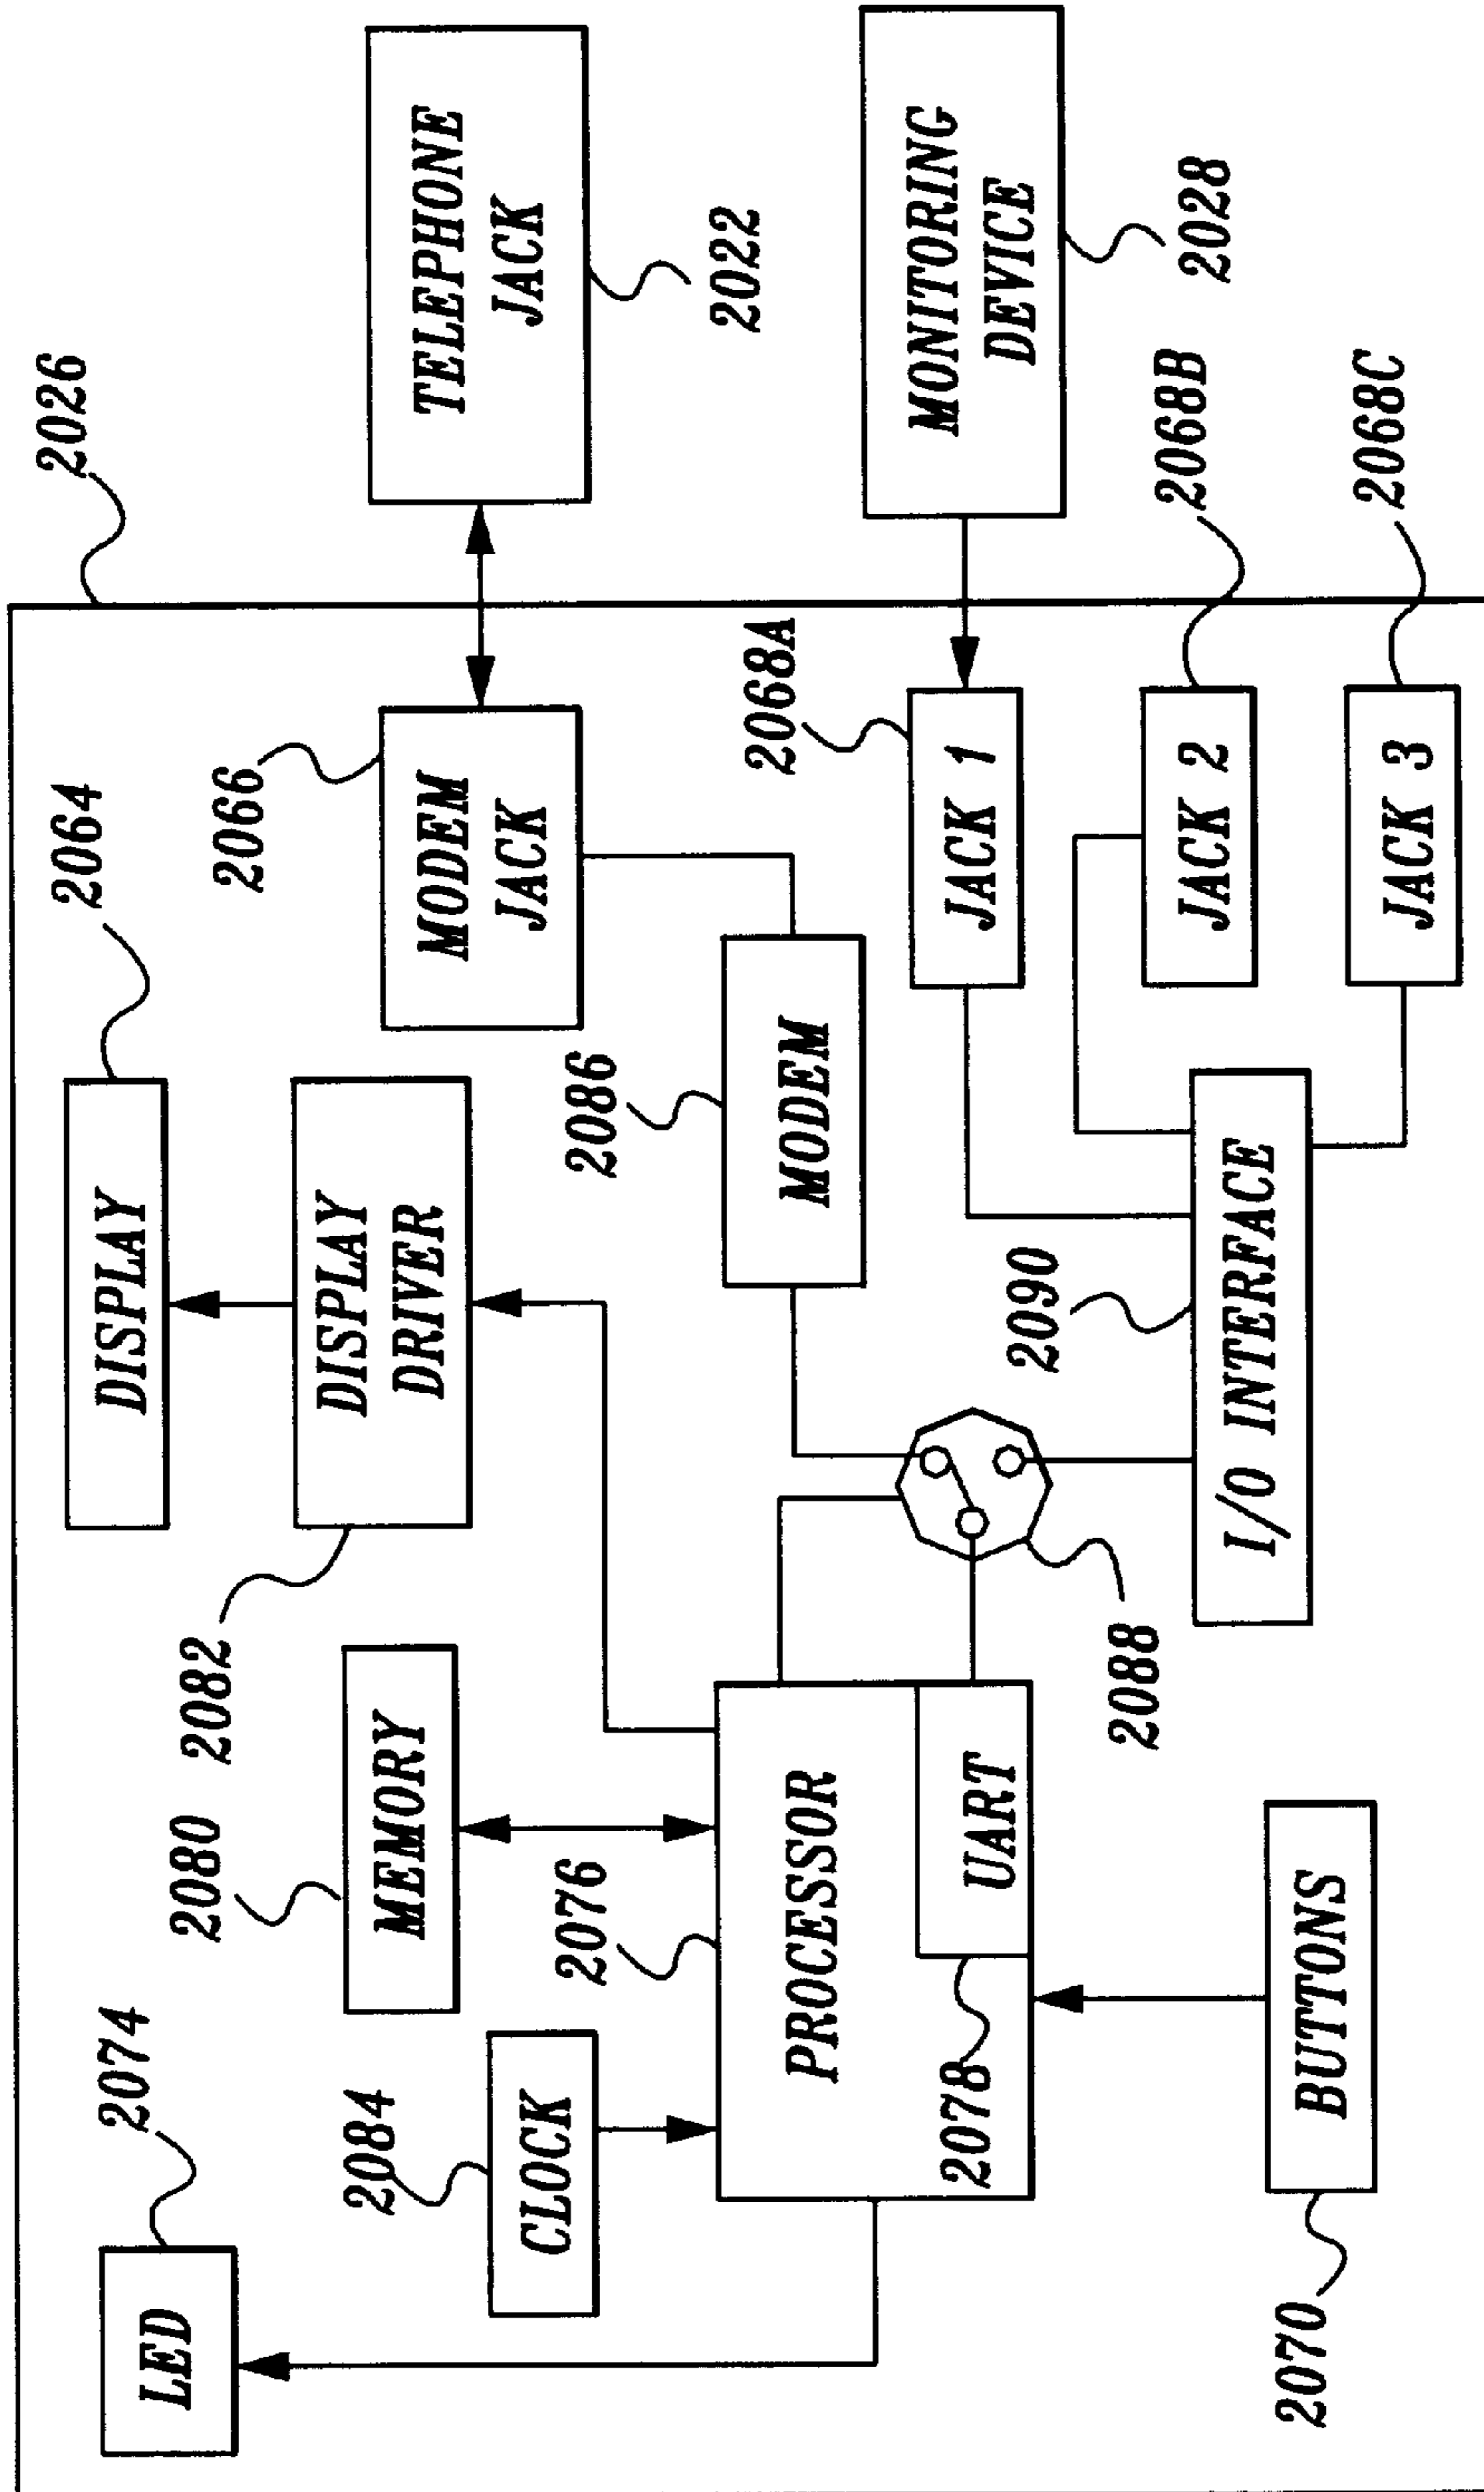 2026
2064
2074
LED
DISPLAY
2066
TELEPHONE
JACK
2022
2082
DISPLAY
DRIVER
2080
MEMORY
MODEM
JACK
2084
CLOCK
2076
2086
MODEM
2068A
PROCESSOR
2078
UART
JACK 1
MONITORING
DEVICE
2028
2088
2090
2068B
JACK 2
I/O INTERFACE
2070
BUTTONS
2068C
JACK 3